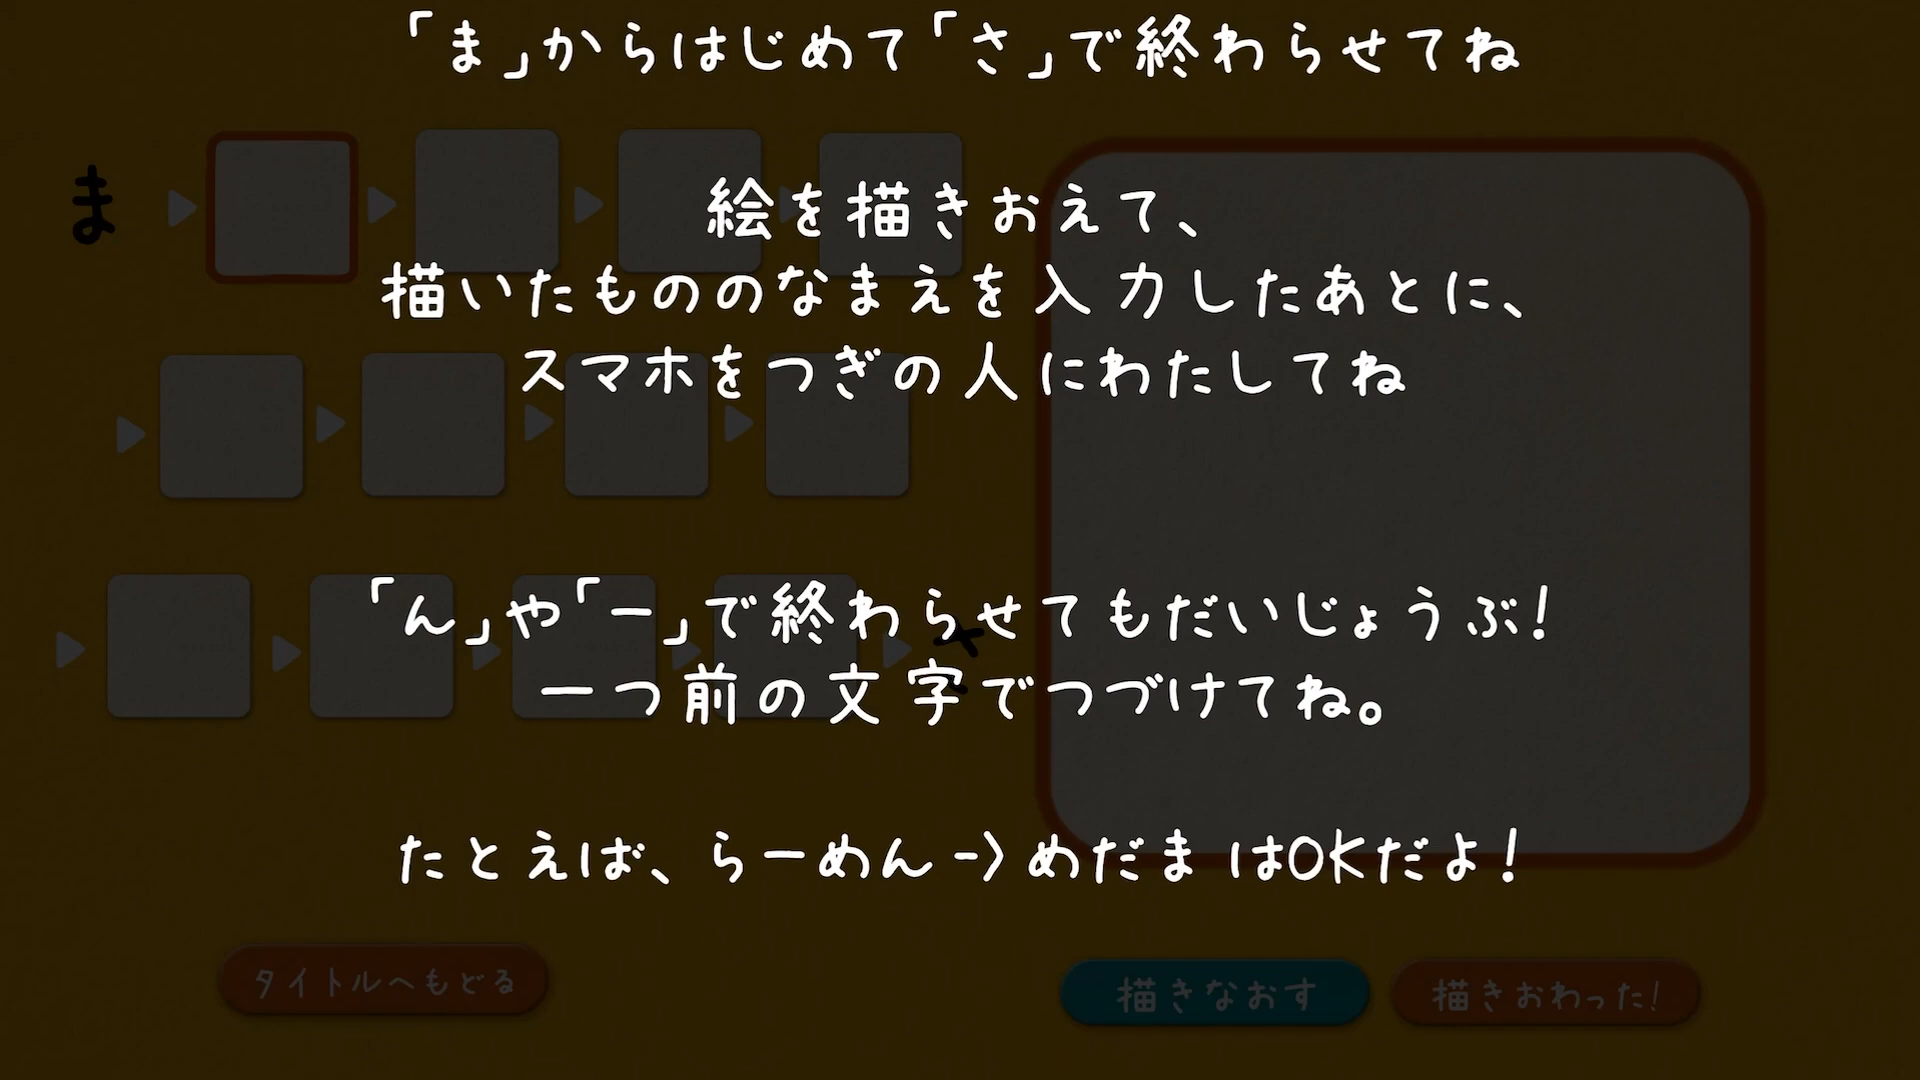 「ま」からはじめて「さ」で終わらせてね
ま
絵を描きおえて、
描いたもののなまえを入力したあとに、
スマホをつぎの人にわたしてね
「ん」や「ー」で終わらせてもだいじょうぶ!
一つ前の文字でつづけてね。
たとえば、らーめん->めだま はOKだよ!
タイトルへもどる
描きなおす
描きおわった!